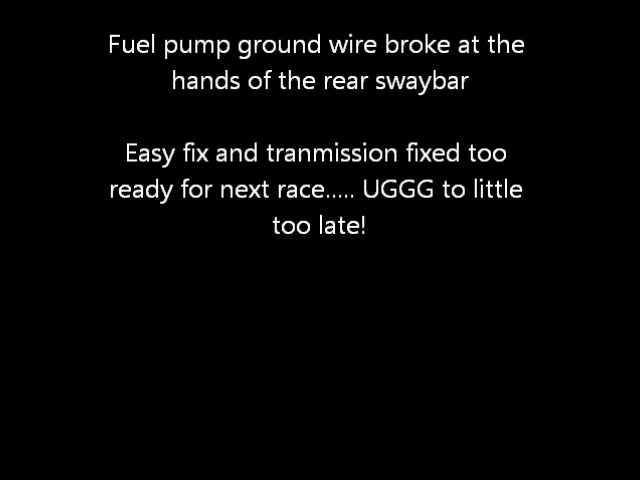 Fuel pump ground wire broke at the
hands of the rear swaybar
Easy fix and tranmission fixed too
ready for next race..... UGGG to little
too late!